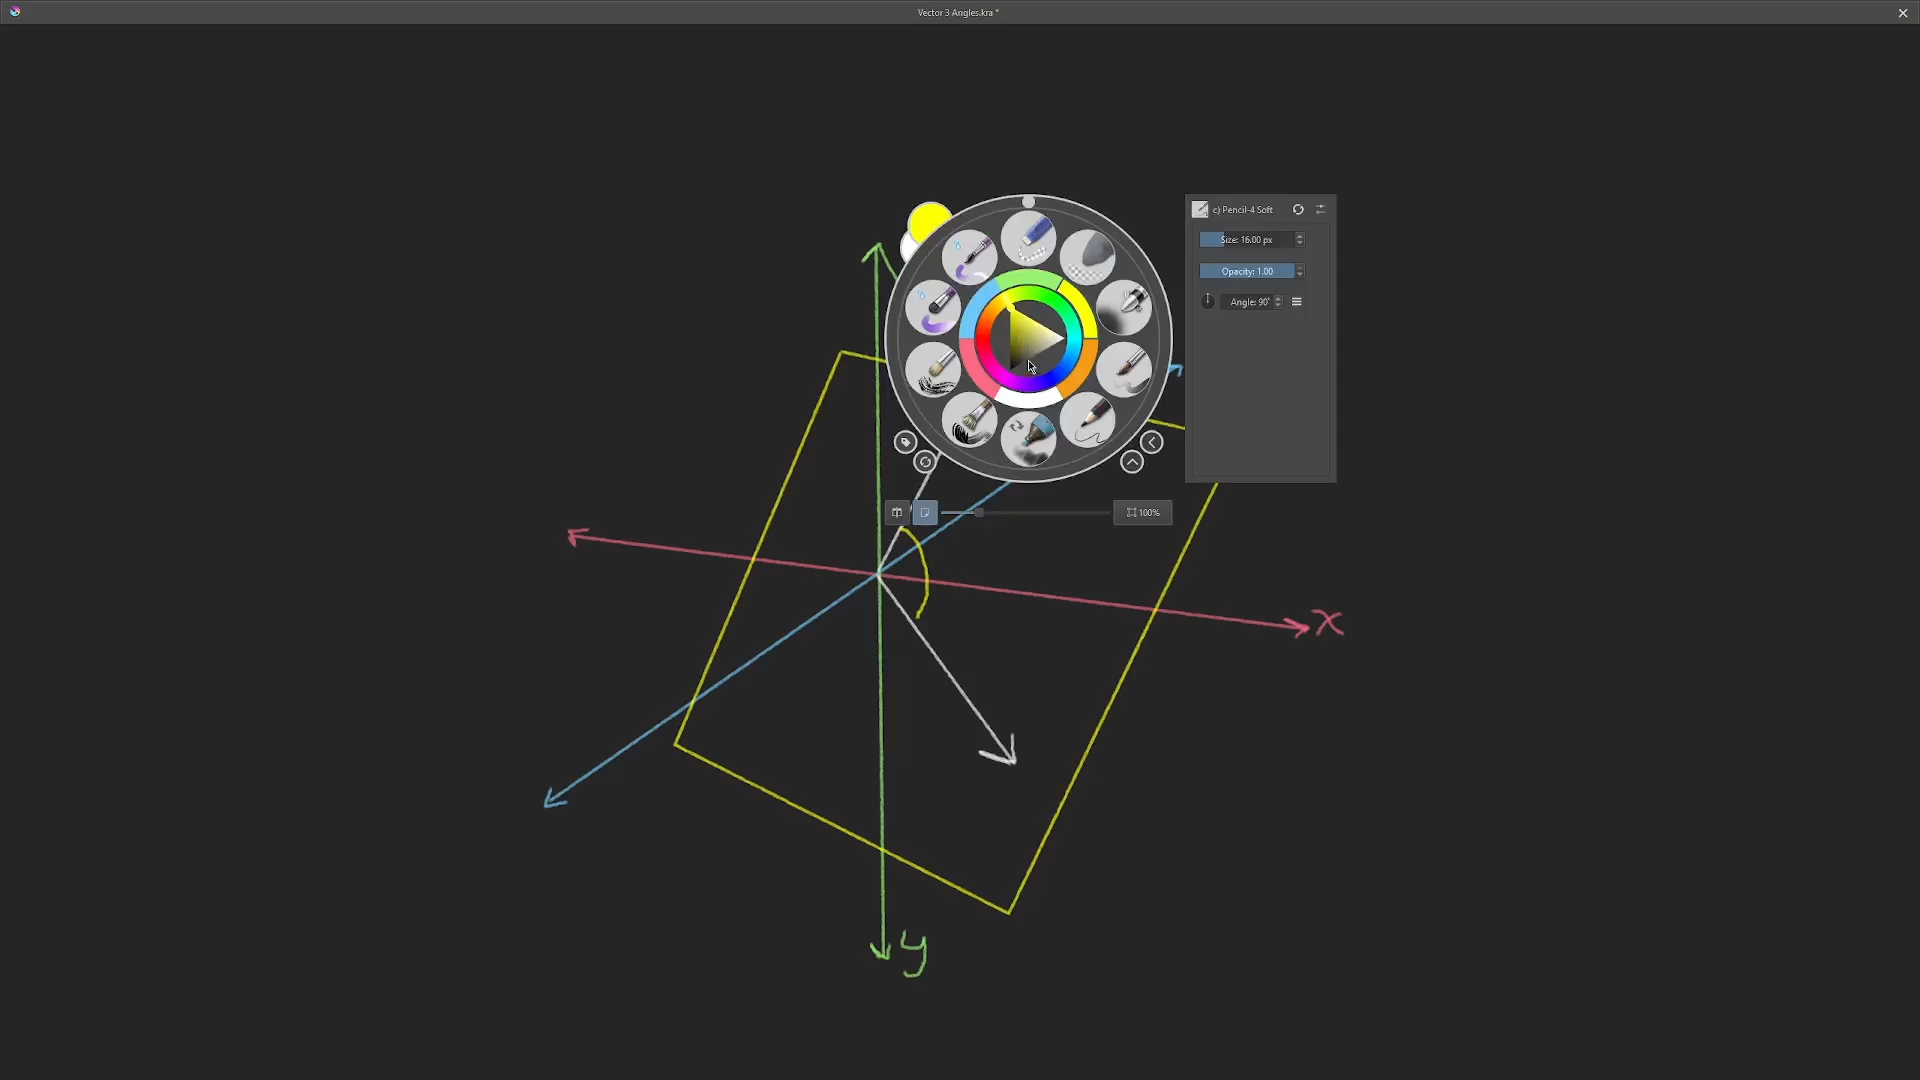 Vector 3 Angles.kra *
c) Pencil-4 Soft
Size: 16.00 px
Opacity: 1.00
Angle: 90°
100%
x
y